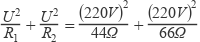 U²/R₁ + U²/R₂ = (220V)²/44Ω + (220V)²/66Ω